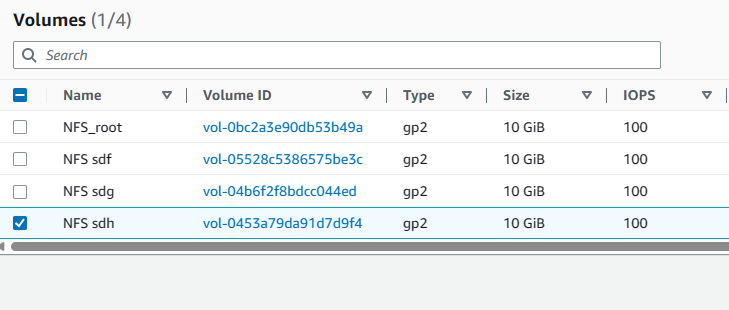 Volumes (1/4)
Search
Name Volume ID Type Size IOPS
NFS_root vol-0bc2a3e90db53b49a gp2 10 GiB 100
NFS sdf vol-05528c5386575be3c gp2 10 GiB 100
NFS sdg vol-04b6f2f8bdcc044ed gp2 10 GiB 100
NFS sdh vol-0453a79da91d7d9f4 gp2 10 GiB 100